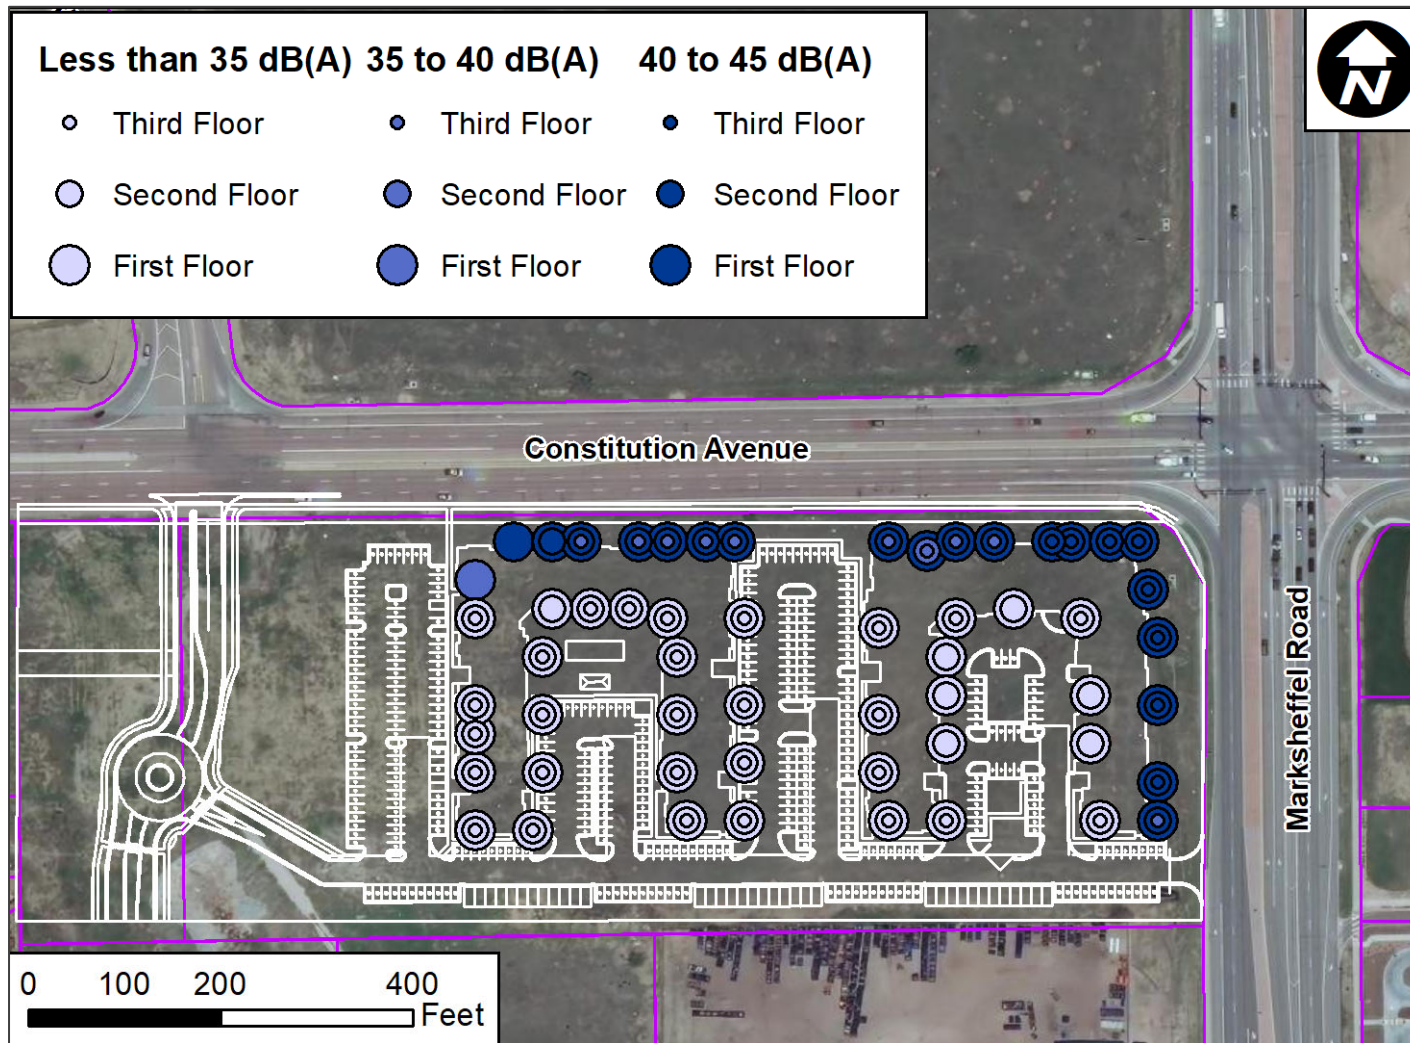 Less than 35 dB(A) 35 to 40 dB(A) 40 to 45 dB(A)
Third Floor Third Floor Third Floor
Second Floor Second Floor Second Floor
First Floor First Floor First Floor
N
Constitution Avenue
Marksheffel Road
0 100 200 400
Feet